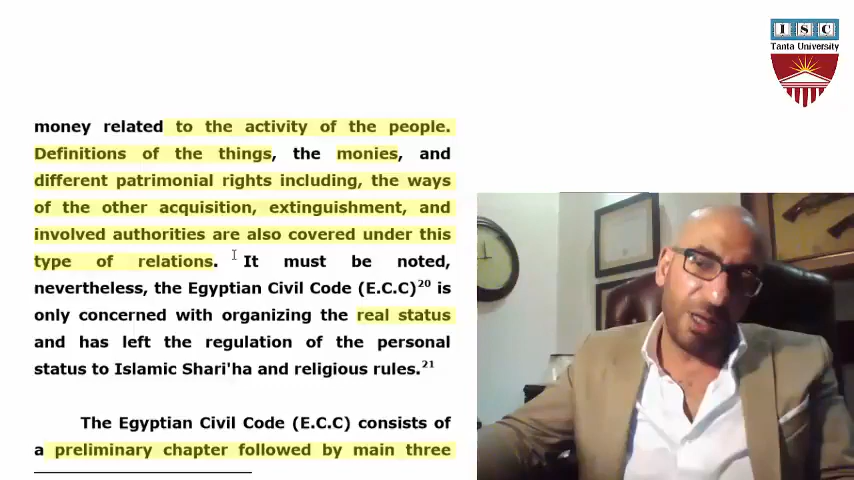 I S C
Tanta University
money related to the activity of the people.
Definitions of the things, the monies, and
different patrimonial rights including, the ways
of the other acquisition, extinguishment, and
involved authorities are also covered under this
type of relations. It must be noted,
nevertheless, the Egyptian Civil Code (E.C.C)20 is
only concerned with organizing the real status
and has left the regulation of the personal
status to Islamic Shari'ha and religious rules.21
The Egyptian Civil Code (E.C.C) consists of
a preliminary chapter followed by main three